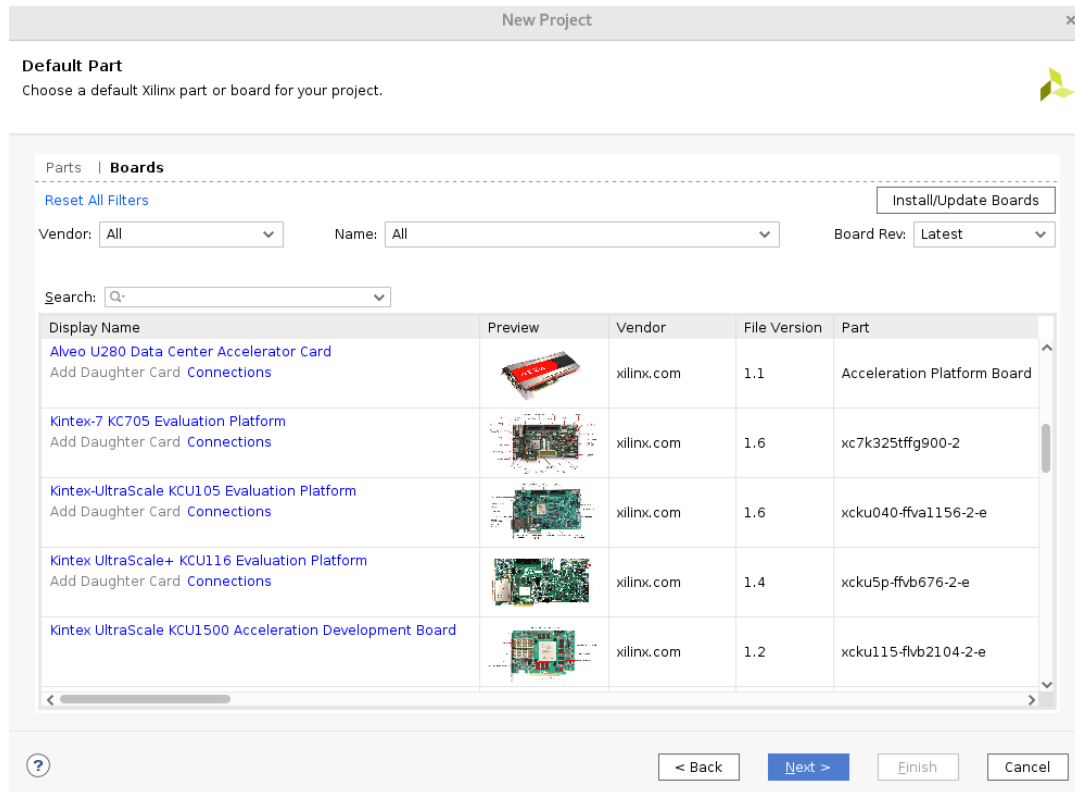 New Project
Default Part
Choose a default Xilinx part or board for your project.
Parts | Boards
Reset All Filters
Install/Update Boards
Vendor: All
Name: All
Board Rev: Latest
Search:
Display Name Preview Vendor File Version Part
Alveo U280 Data Center Accelerator Card
Add Daughter Card Connections
xilinx.com 1.1 Acceleration Platform Board
Kintex-7 KC705 Evaluation Platform
Add Daughter Card Connections
xilinx.com 1.6 xc7k325tffg900-2
Kintex-UltraScale KCU105 Evaluation Platform
Add Daughter Card Connections
xilinx.com 1.6 xcku040-ffva1156-2-e
Kintex UltraScale+ KCU116 Evaluation Platform
Add Daughter Card Connections
xilinx.com 1.4 xcku5p-ffvb676-2-e
Kintex UltraScale KCU1500 Acceleration Development Board
xilinx.com 1.2 xcku115-flvb2104-2-e
?
< Back
Next >
Finish
Cancel